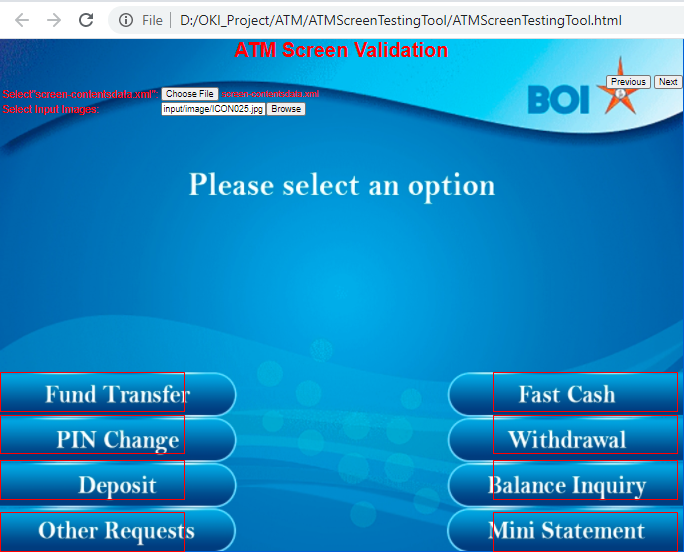 File | D:/OKI_Project/ATM/ATMScreenTestingTool/ATMScreenTestingTool.html
ATM Screen Validation
Previous Next
Select"screen-contentsdata.xml": Choose File screen-contentsdata.xml
Select Input Images: input/image/ICON025.jpg Browse
BOI
Please select an option
Fund Transfer Fast Cash
PIN Change Withdrawal
Deposit Balance Inquiry
Other Requests Mini Statement